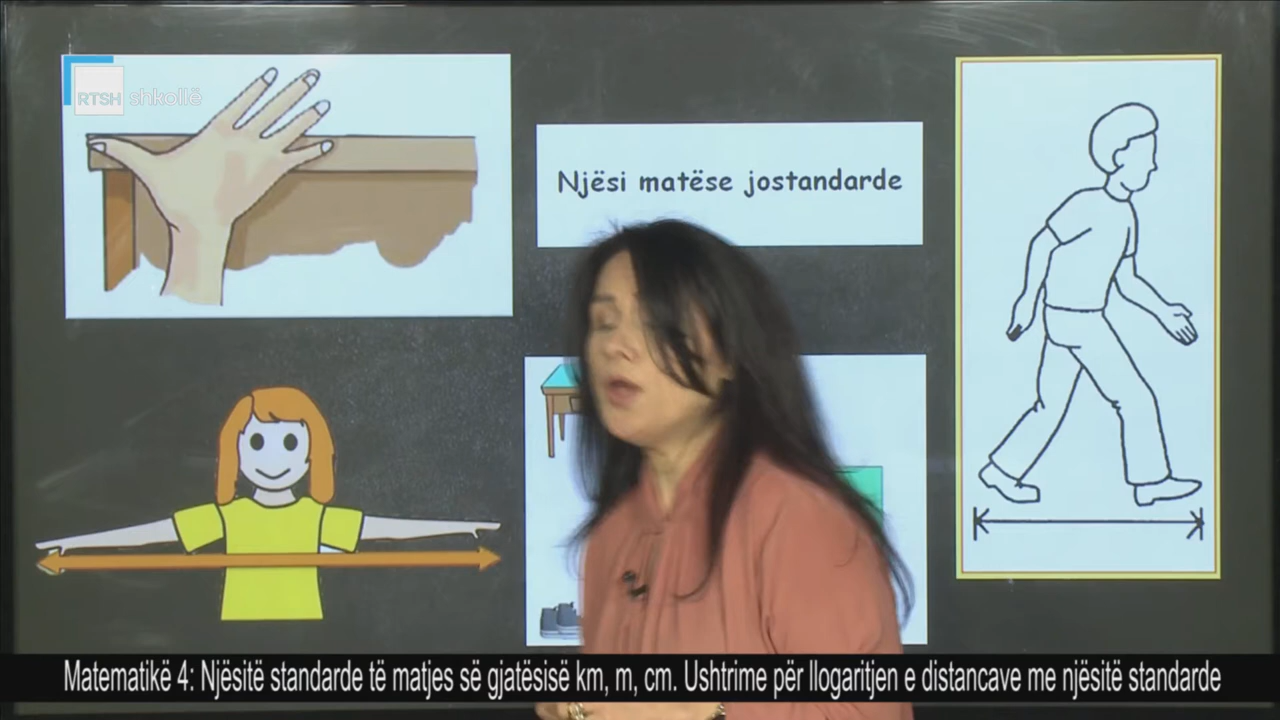 RTSH shkollë
Njësi matëse jostandarde
Matematikë 4: Njësitë standarde të matjes së gjatësisë km, m, cm. Ushtrime për llogaritjen e distancave me njësitë standarde